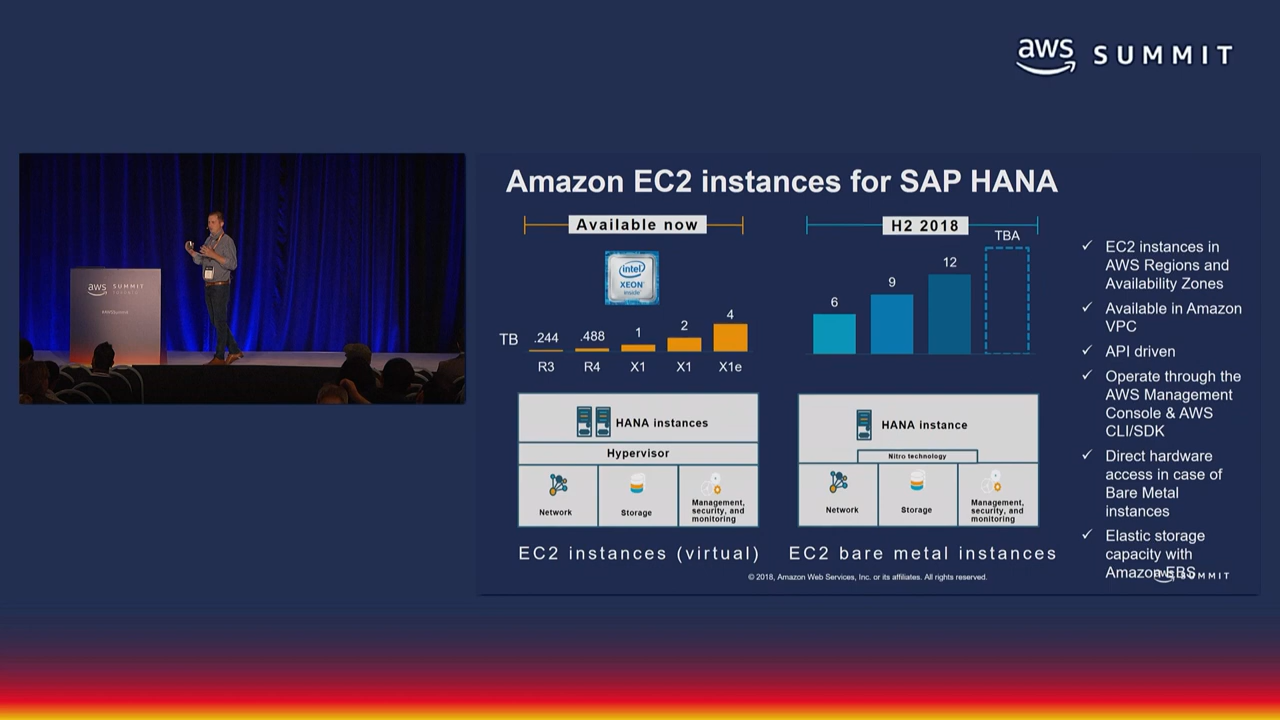 aws SUMMIT
aws SUMMIT
TORONTO
Amazon EC2 instances for SAP HANA
Available now
intel
XEON
inside
TB
.244
.488
1
2
4
R3
R4
X1
X1
X1e
H2 2018
6
9
12
TBA
HANA instances
Hypervisor
Network
Storage
Management,
security, and
monitoring
EC2 instances (virtual)
HANA instance
Nitro technology
Network
Storage
Management,
security, and
monitoring
EC2 bare metal instances
✓ EC2 instances in
AWS Regions and
Availability Zones
✓ Available in Amazon
VPC
✓ API driven
✓ Operate through the
AWS Management
Console & AWS
CLI/SDK
✓ Direct hardware
access in case of
Bare Metal
instances
✓ Elastic storage
capacity with
Amazon EBS
© 2018, Amazon Web Services, Inc. or its affiliates. All rights reserved.
aws SUMMIT